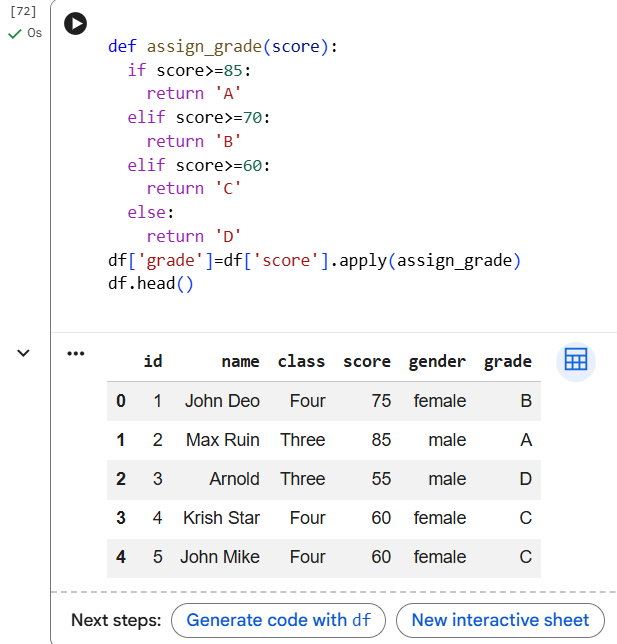 [72]
0s
def assign_grade(score):
  if score>=85:
    return 'A'
  elif score>=70:
    return 'B'
  elif score>=60:
    return 'C'
  else:
    return 'D'
df['grade']=df['score'].apply(assign_grade)
df.head()
id name class score gender grade
0 1 John Deo Four 75 female B
1 2 Max Ruin Three 85 male A
2 3 Arnold Three 55 male D
3 4 Krish Star Four 60 female C
4 5 John Mike Four 60 female C
Next steps: Generate code with df New interactive sheet